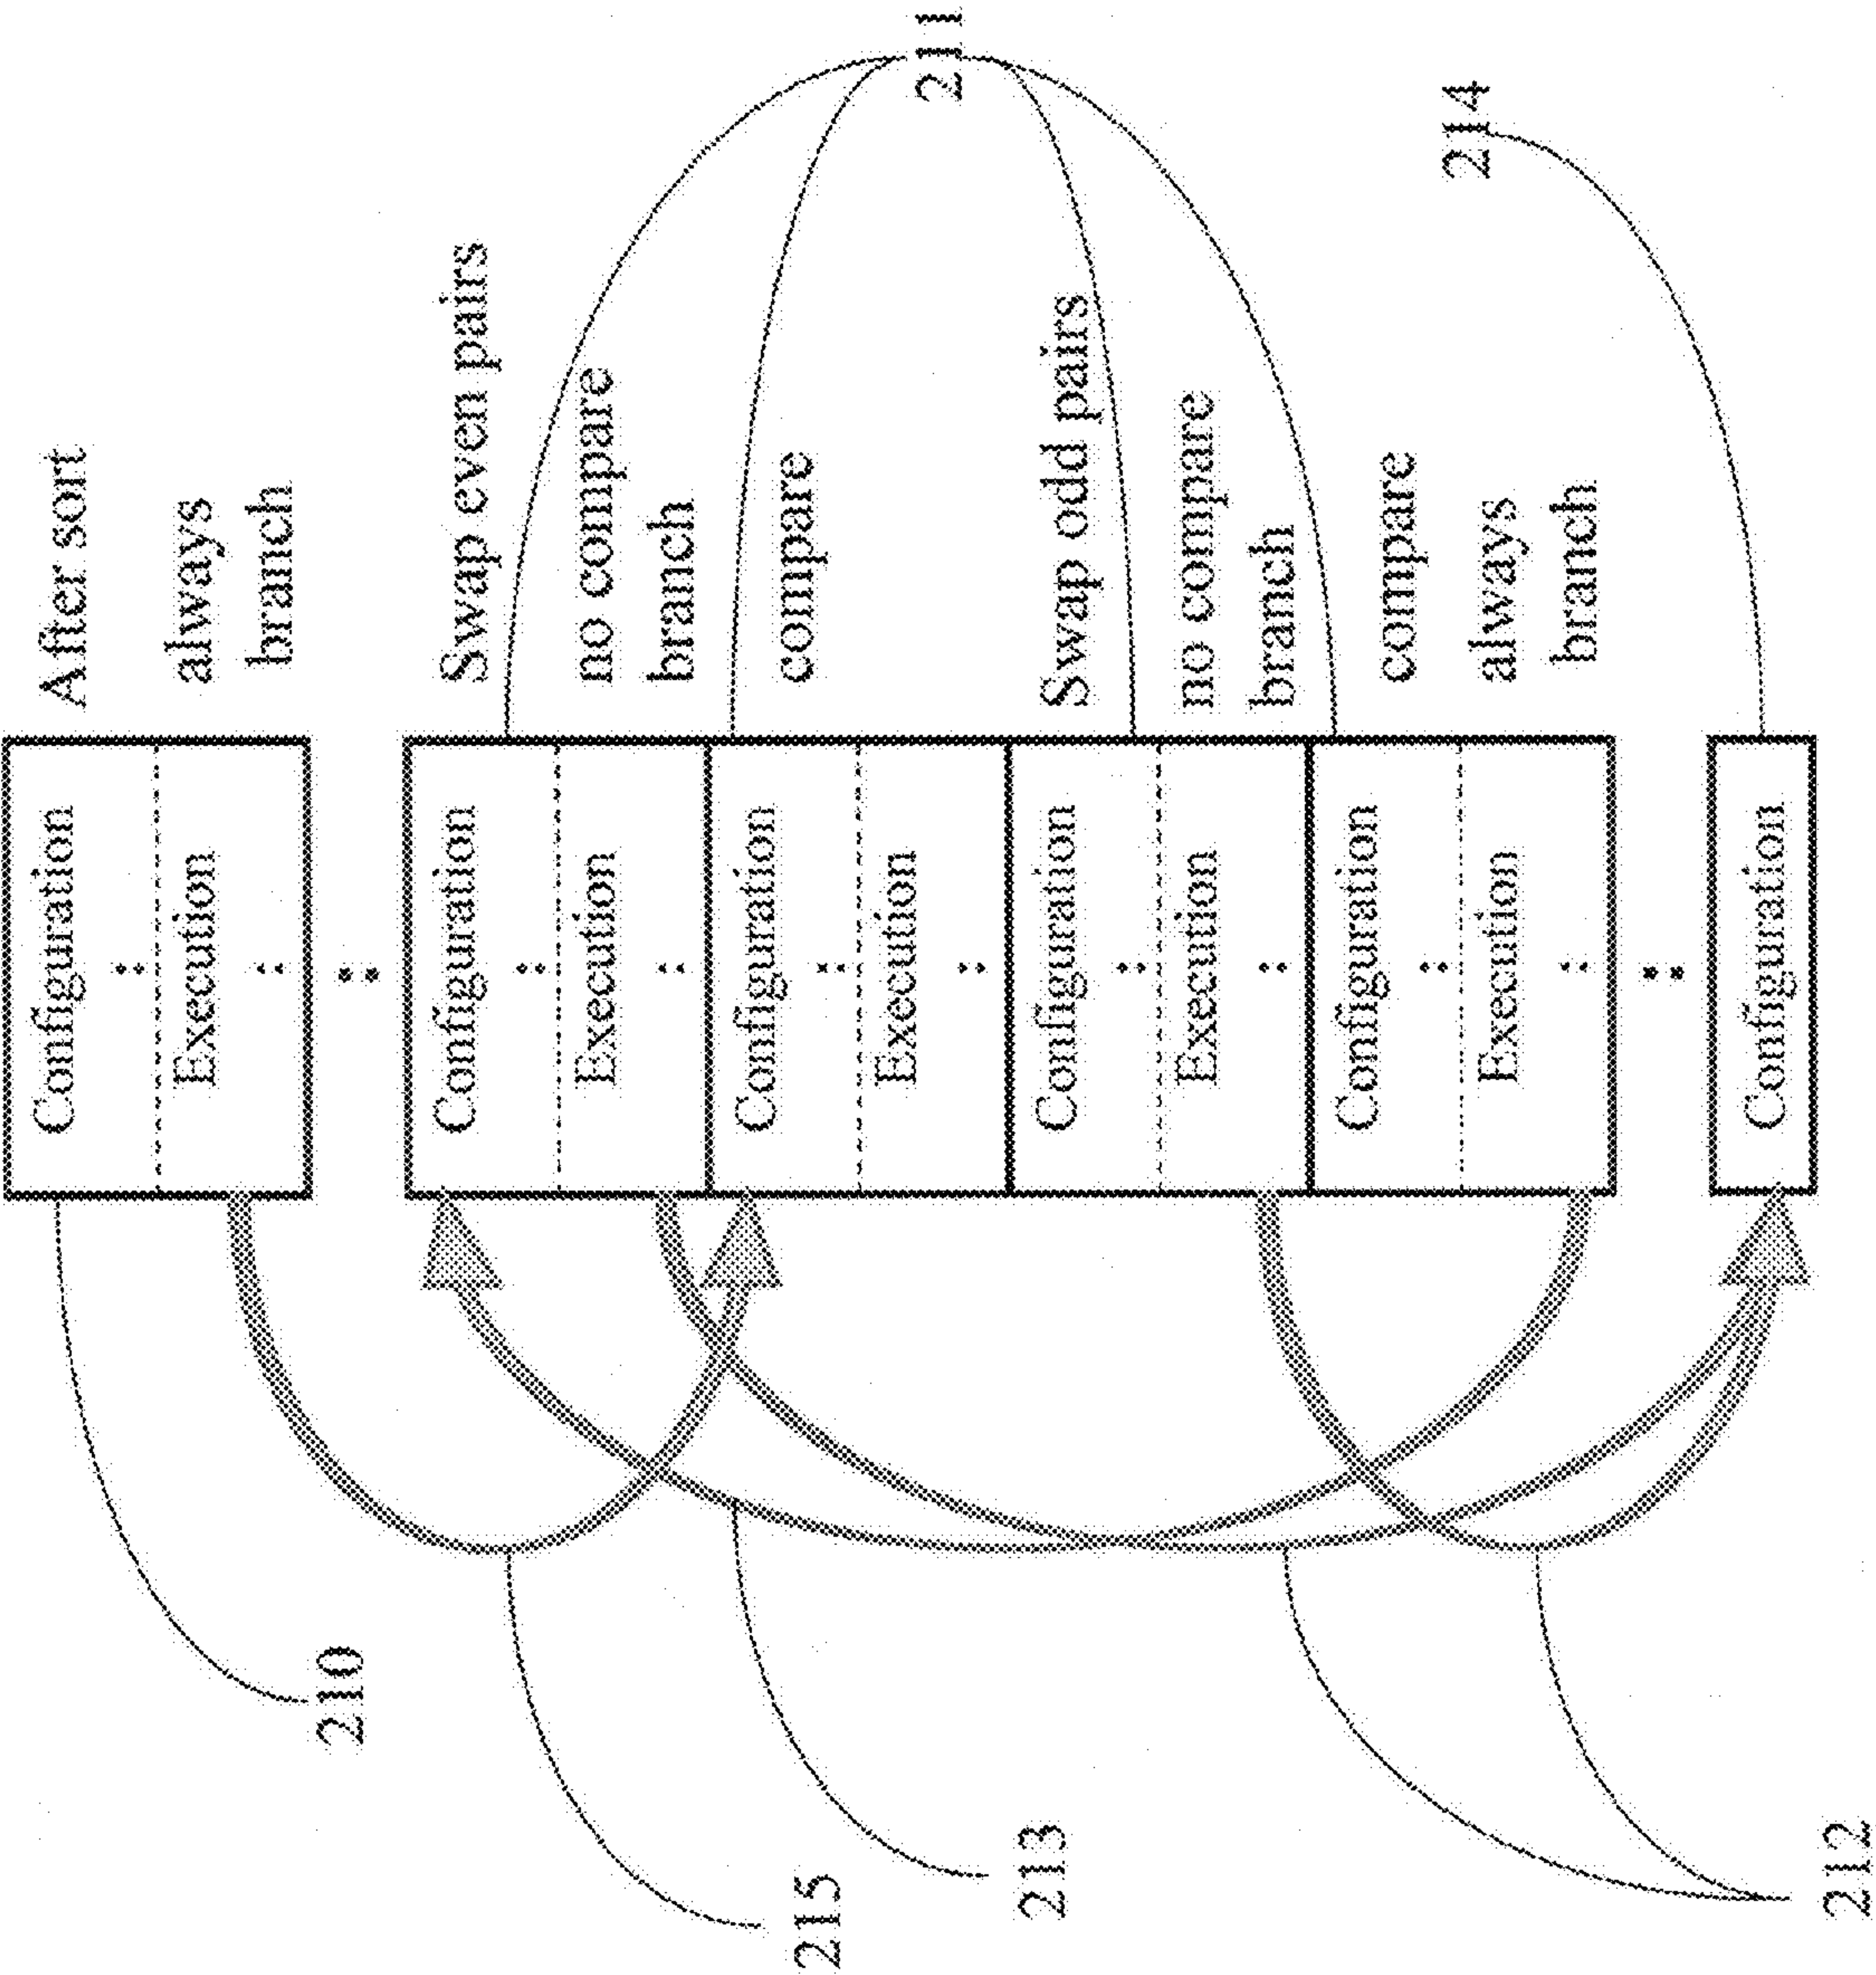 After sort
always
branch
Swap even pairs
no compare
branch
compare
Swap odd pairs
no compare
branch
compare
always
branch
Configuration
Execution
Configuration
Execution
Configuration
Execution
Configuration
Execution
Configuration
Execution
Configuration
210
211
212
213
214
215